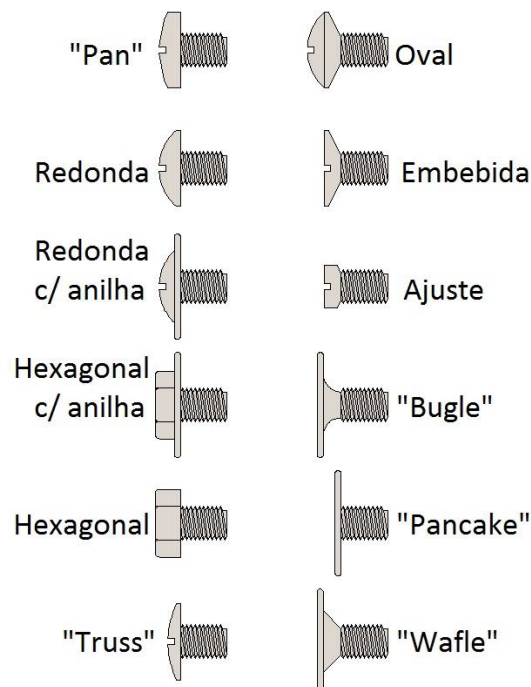 "Pan"
Oval
Redonda
Embebida
Redonda
c/ anilha
Ajuste
Hexagonal
c/ anilha
"Bugle"
Hexagonal
"Pancake"
"Truss"
"Wafle"